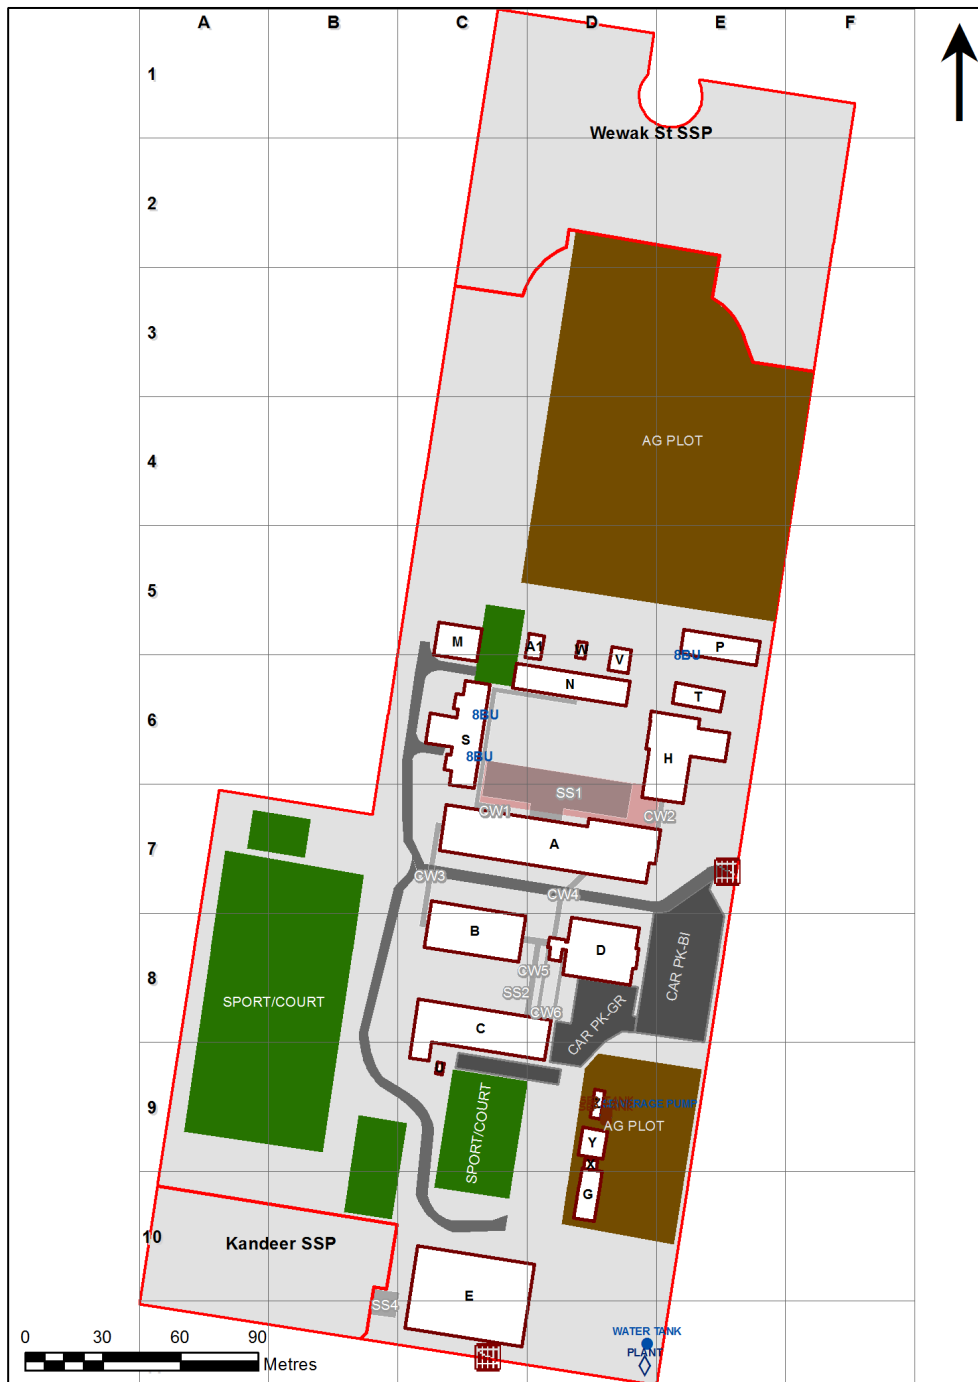 A B C D E F
1
Wewak St SSP
2
3
4
AG PLOT
5
M
A1
W
V
P
8BU
N
T
6
8BU
S
8BU
H
SS1
CW1
CW2
7
A
CW3
CW4
B
D
CAR PK-BI
8
CW5
SS2
SPORT/COURT
CW6
C
CAR PK-GR
9
SPORT/COURT
AG PLOT
Y
X
G
10
Kandeer SSP
E
SS4
WATER TANK
PLANT
0 30 60 90
Metres